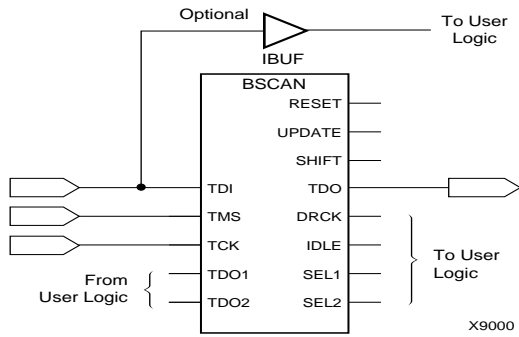 Optional
To User
Logic
IBUF
BSCAN
RESET
UPDATE
SHIFT
TDI
TDO
TMS
DRCK
TCK
IDLE
To User
Logic
From
User Logic
TDO1
SEL1
TDO2
SEL2
X9000